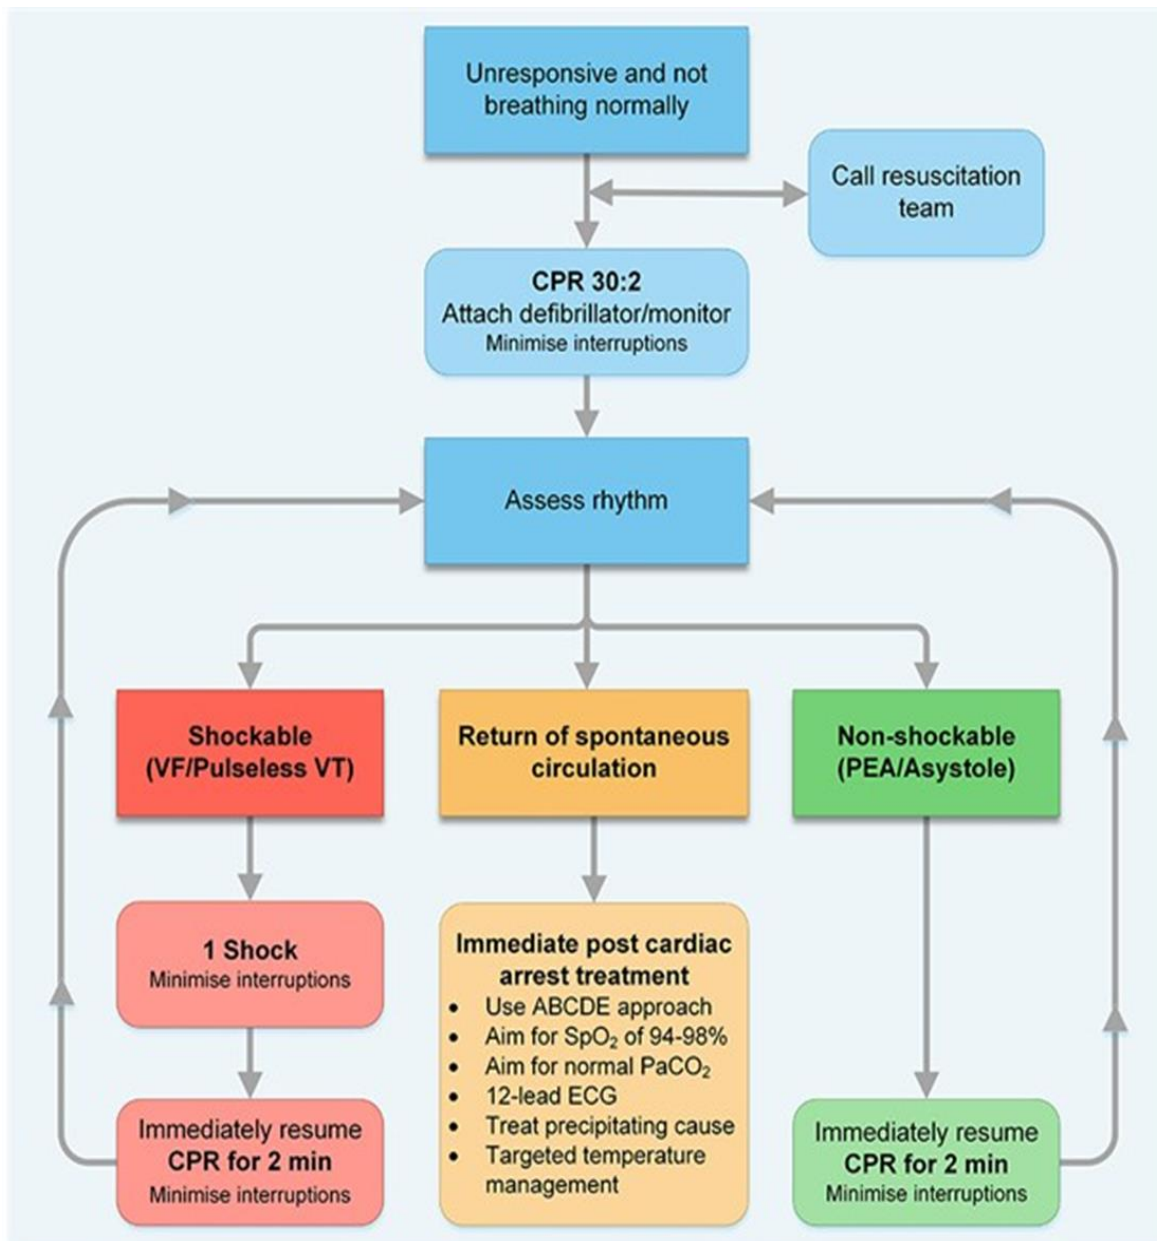 Unresponsive and not
breathing normally
Call resuscitation
team
CPR 30:2
Attach defibrillator/monitor
Minimise interruptions
Assess rhythm
Shockable
(VF/Pulseless VT)
Return of spontaneous
circulation
Non-shockable
(PEA/Asystole)
1 Shock
Minimise interruptions
Immediately resume
CPR for 2 min
Minimise interruptions
Immediate post cardiac
arrest treatment
• Use ABCDE approach
• Aim for SpO₂ of 94-98%
• Aim for normal PaCO₂
• 12-lead ECG
• Treat precipitating cause
• Targeted temperature
management
Immediately resume
CPR for 2 min
Minimise interruptions